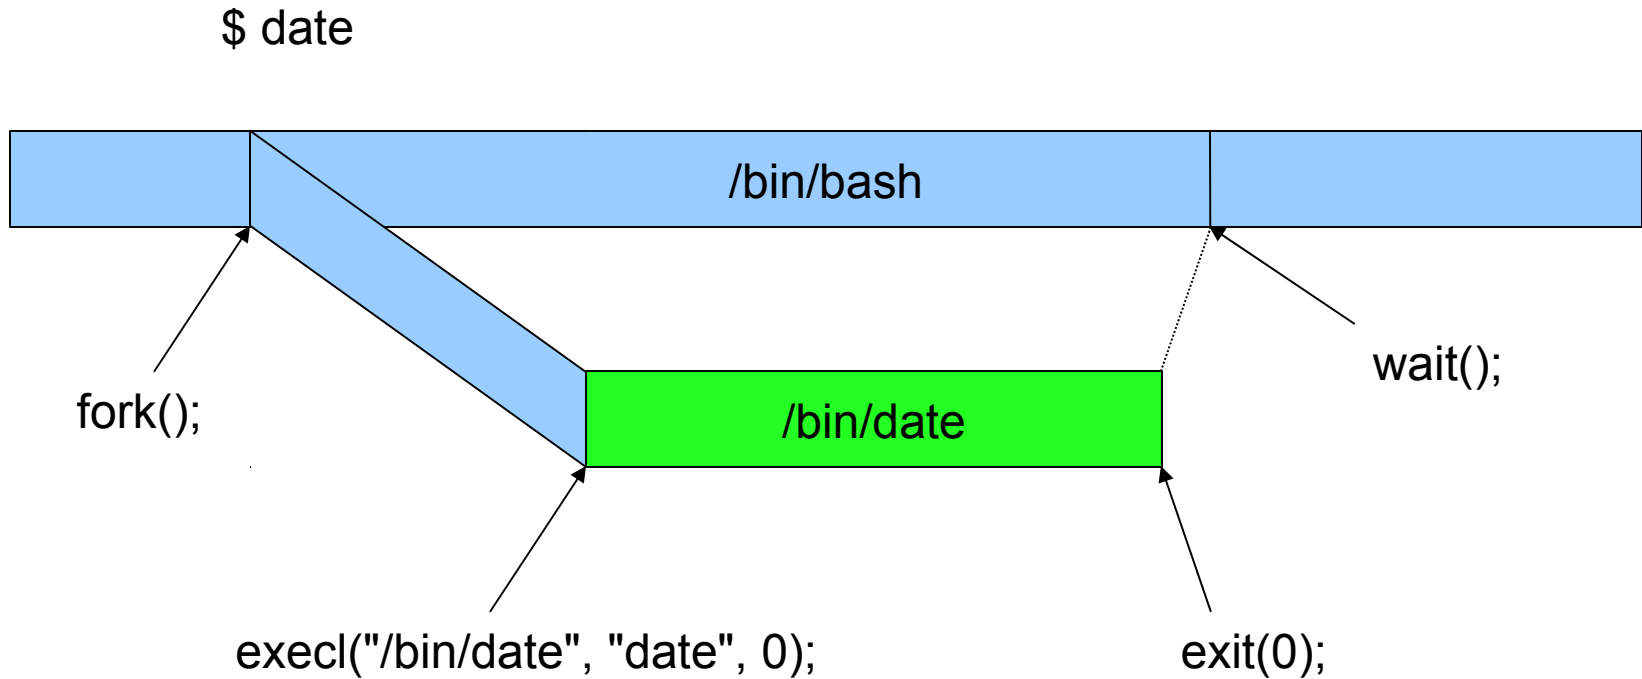 $ date
/bin/bash
wait();
fork();
/bin/date
execl("/bin/date", "date", 0);
exit(0);